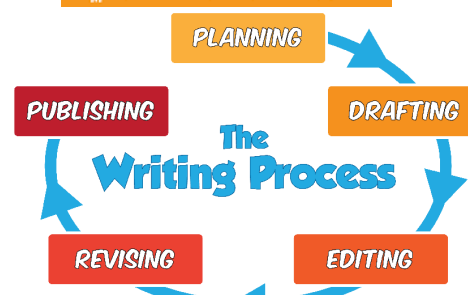 PLANNING
PUBLISHING
DRAFTING
The
Writing Process
REVISING
EDITING